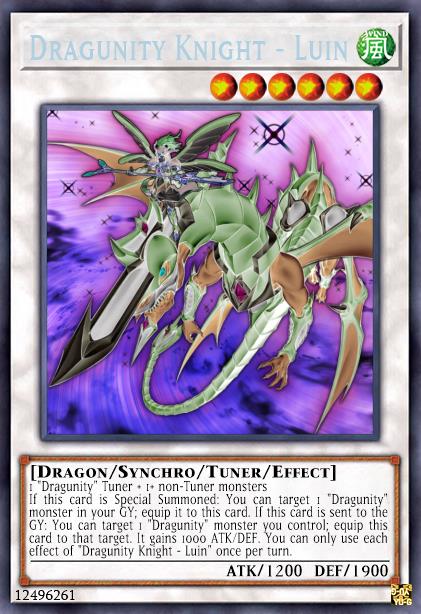 Dragunity Knight - Luin
WIND
風
[Dragon/Synchro/Tuner/Effect]
1 "Dragunity" Tuner + 1+ non-Tuner monsters
If this card is Special Summoned: You can target 1 "Dragunity"
monster in your GY; equip it to this card. If this card is sent to the
GY: You can target 1 "Dragunity" monster you control; equip this
card to that target. It gains 1000 ATK/DEF. You can only use each
effect of "Dragunity Knight - Luin" once per turn.
ATK/1200 DEF/1900
12496261